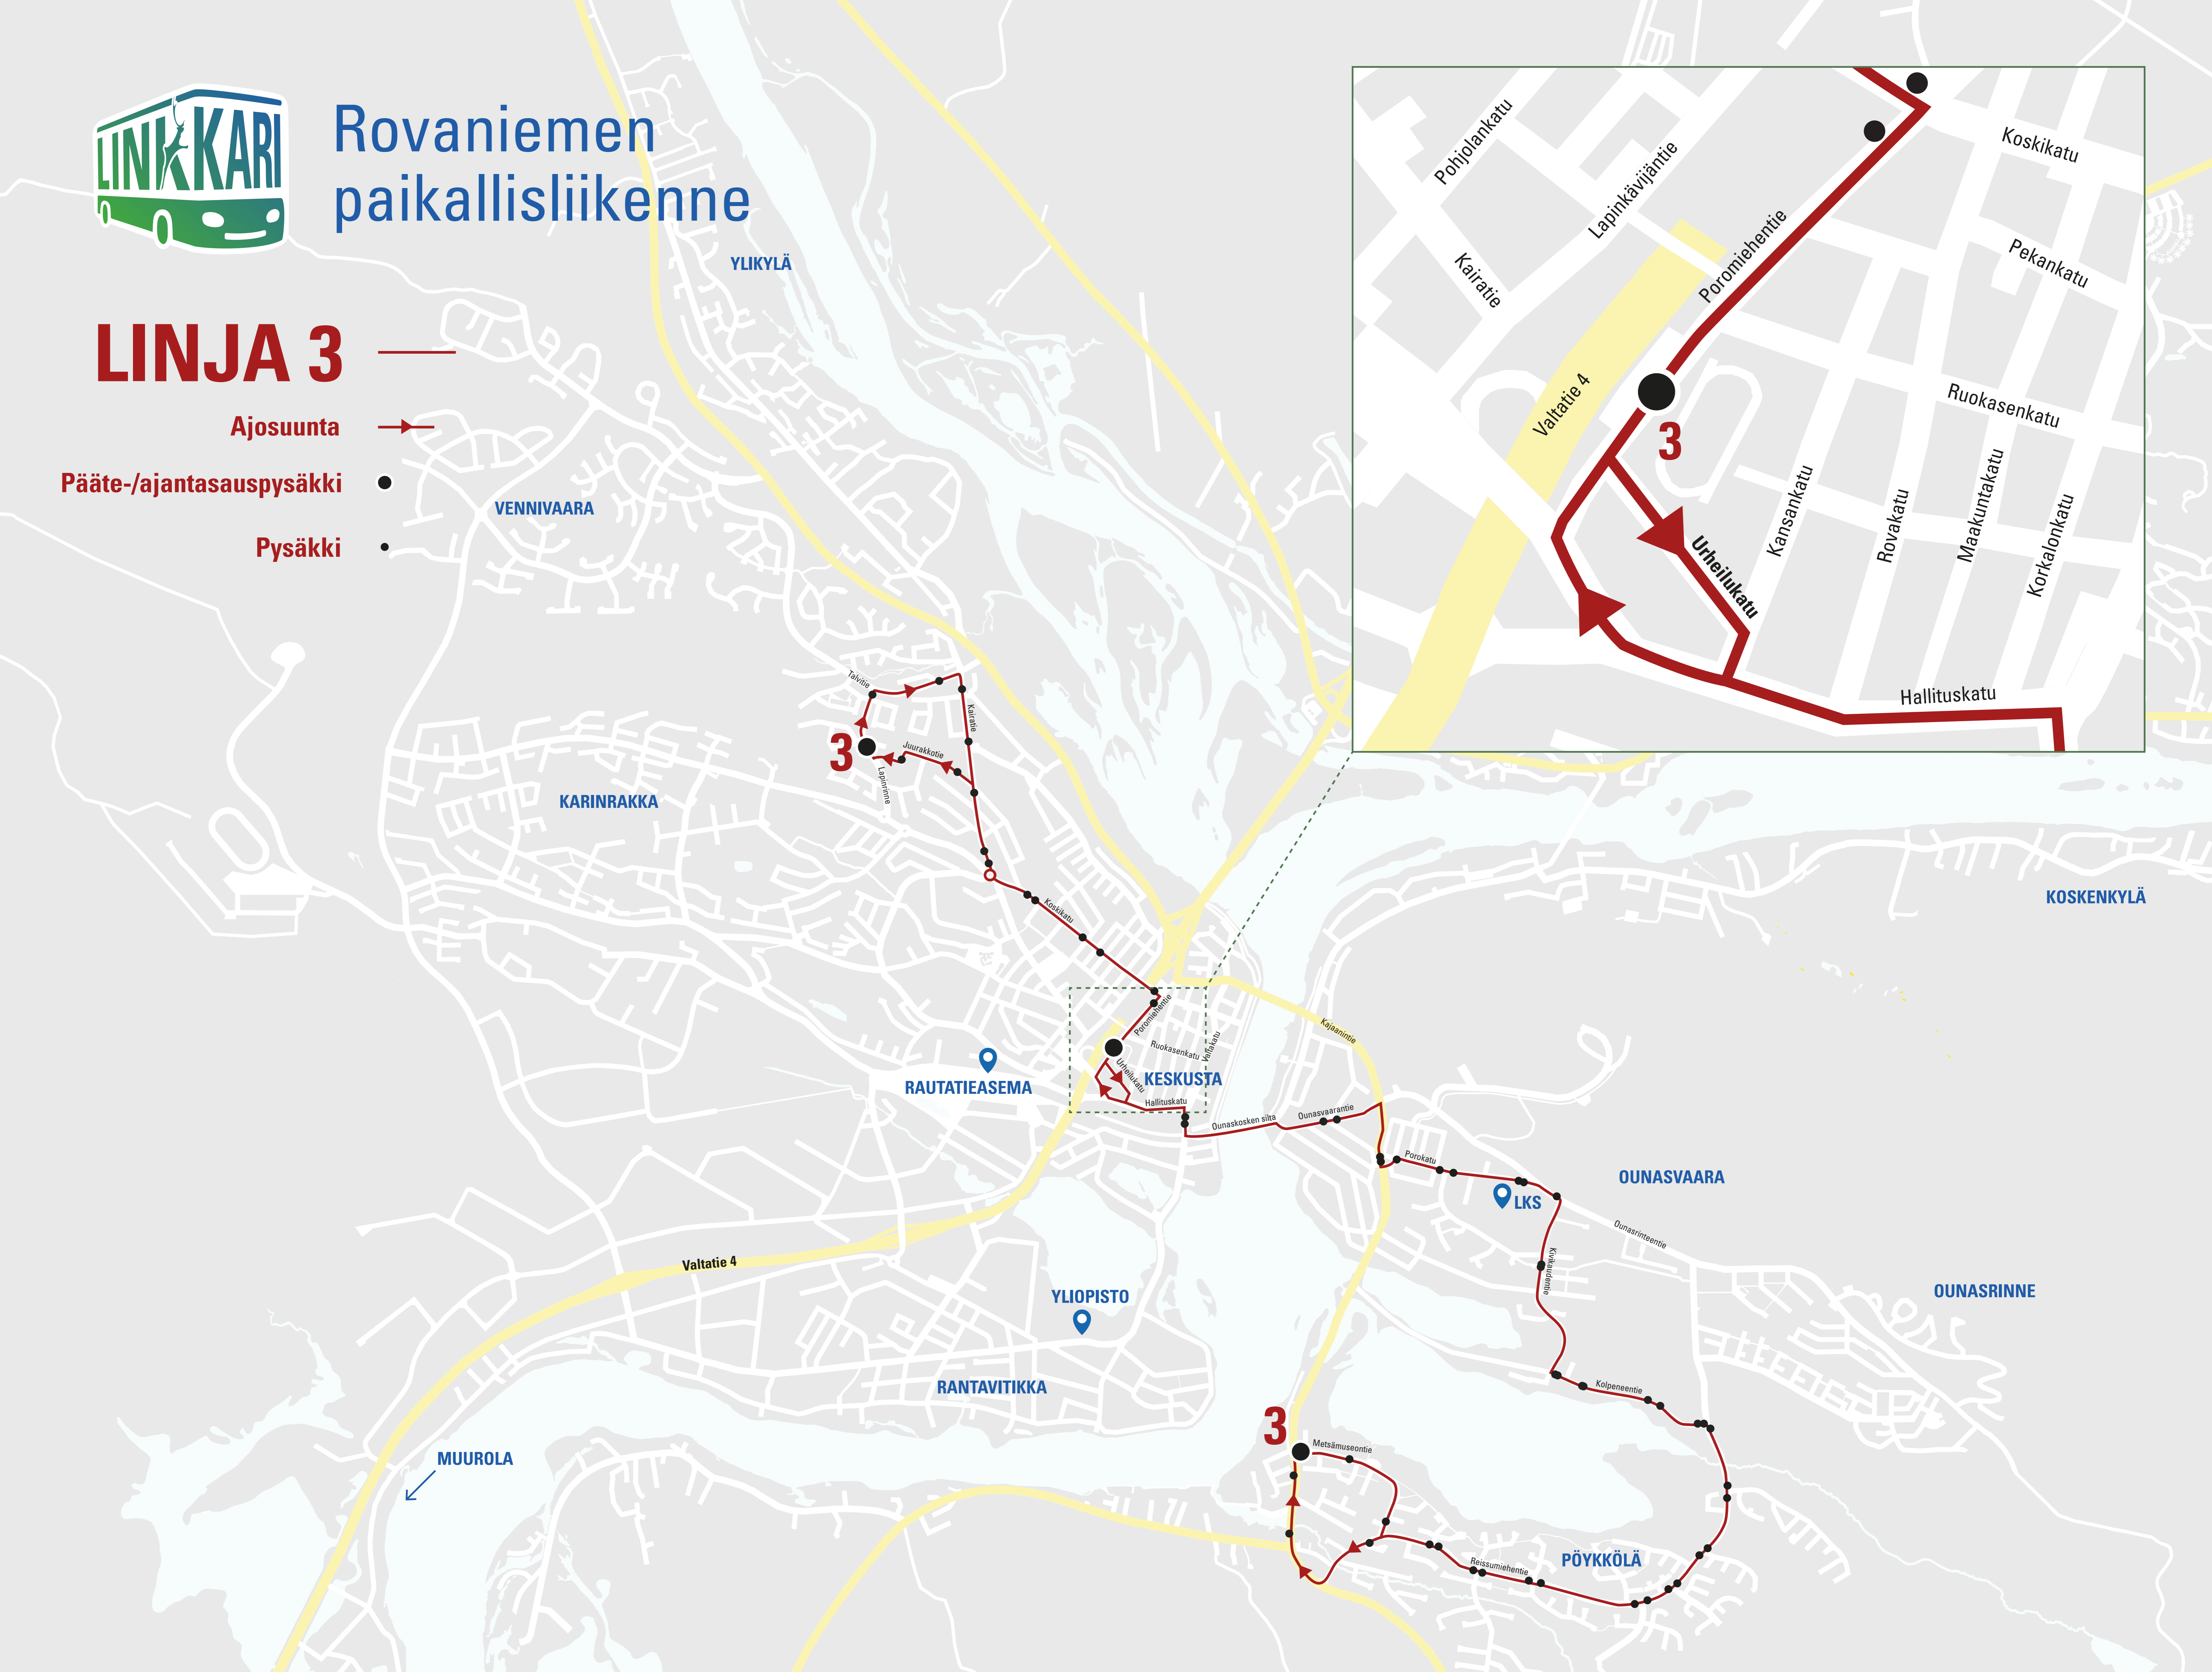 LINKKARI
Rovaniemen
paikallisliikenne
LINJA 3
Ajosuunta
Pääte-/ajantasauspysäkki
Pysäkki
YLIKYLÄ
VENNIVAARA
KARINRAKKA
Talvitie
Kairatie
Juurakkotie
Lapinrinne
3
Koskikatu
Poromiehentie
Ruokasenkatu
Valtakatu
Urheilukatu
KESKUSTA
Hallituskatu
RAUTATIEASEMA
Ounaskosken silta
Ounasvaarantie
Kajaanintie
Porokatu
LKS
OUNASVAARA
Ounasrinteentie
Kivikaudentie
OUNASRINNE
KOSKENKYLÄ
Valtatie 4
YLIOPISTO
RANTAVITIKKA
MUUROLA
Kolpeneentie
3
Metsämuseontie
Reissumiehentie
PÖYKKÖLÄ
Pohjolankatu
Lapinkävijäntie
Kairatie
Poromiehentie
Koskikatu
Pekankatu
Valtatie 4
3
Ruokasenkatu
Kansankatu
Rovakatu
Maakuntakatu
Korkalonkatu
Urheilukatu
Hallituskatu